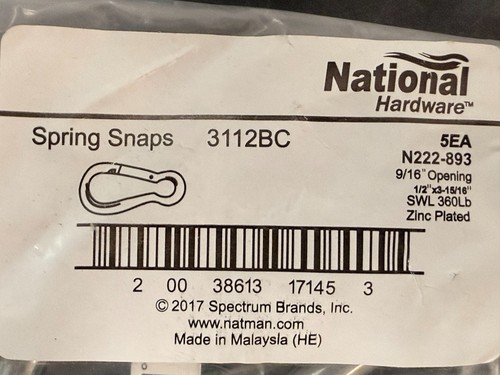 National
Hardware™
Spring Snaps 3112BC
5EA
N222-893
9/16" Opening
1/2"x3-15/16"
SWL 360Lb
Zinc Plated
2 00 38613 17145 3
© 2017 Spectrum Brands, Inc.
www.natman.com
Made in Malaysia (HE)